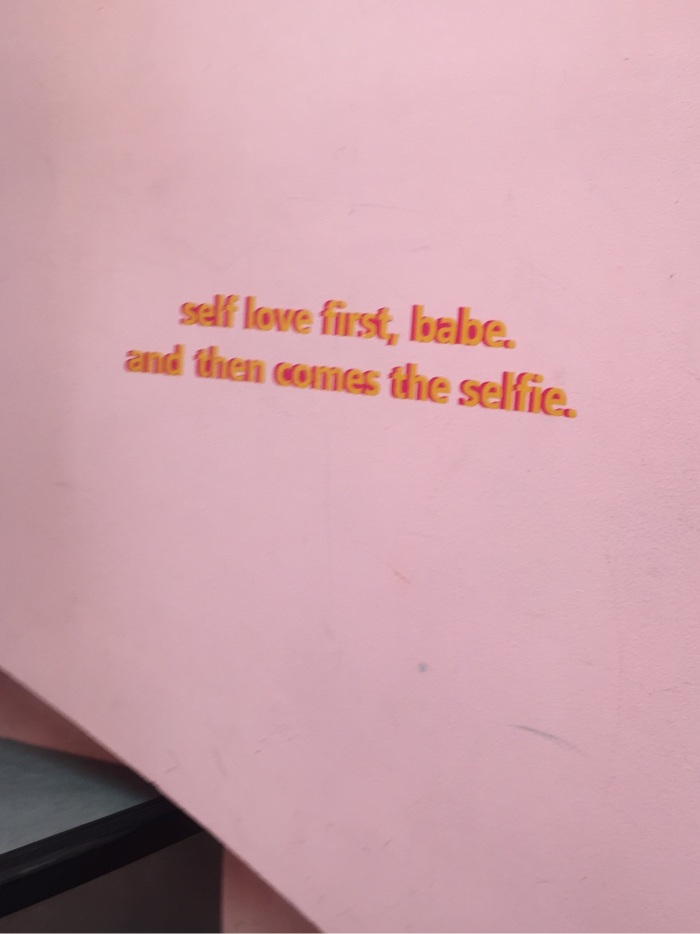 self love first, babe.
and then comes the selfie.